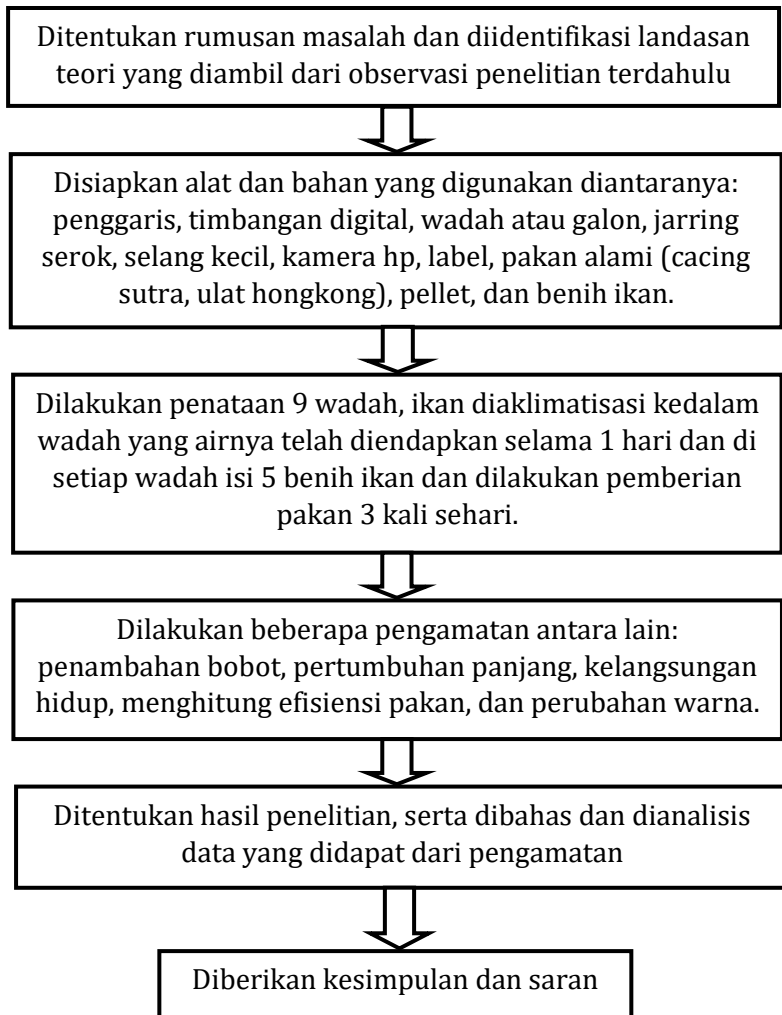 Ditentukan rumusan masalah dan diidentifikasi landasan
teori yang diambil dari observasi penelitian terdahulu
Disiapkan alat dan bahan yang digunakan diantaranya:
penggaris, timbangan digital, wadah atau galon, jarring
serok, selang kecil, kamera hp, label, pakan alami (cacing
sutra, ulat hongkong), pellet, dan benih ikan.
Dilakukan penataan 9 wadah, ikan diaklimatisasi kedalam
wadah yang airnya telah diendapkan selama 1 hari dan di
setiap wadah isi 5 benih ikan dan dilakukan pemberian
pakan 3 kali sehari.
Dilakukan beberapa pengamatan antara lain:
penambahan bobot, pertumbuhan panjang, kelangsungan
hidup, menghitung efisiensi pakan, dan perubahan warna.
Ditentukan hasil penelitian, serta dibahas dan dianalisis
data yang didapat dari pengamatan
Diberikan kesimpulan dan saran